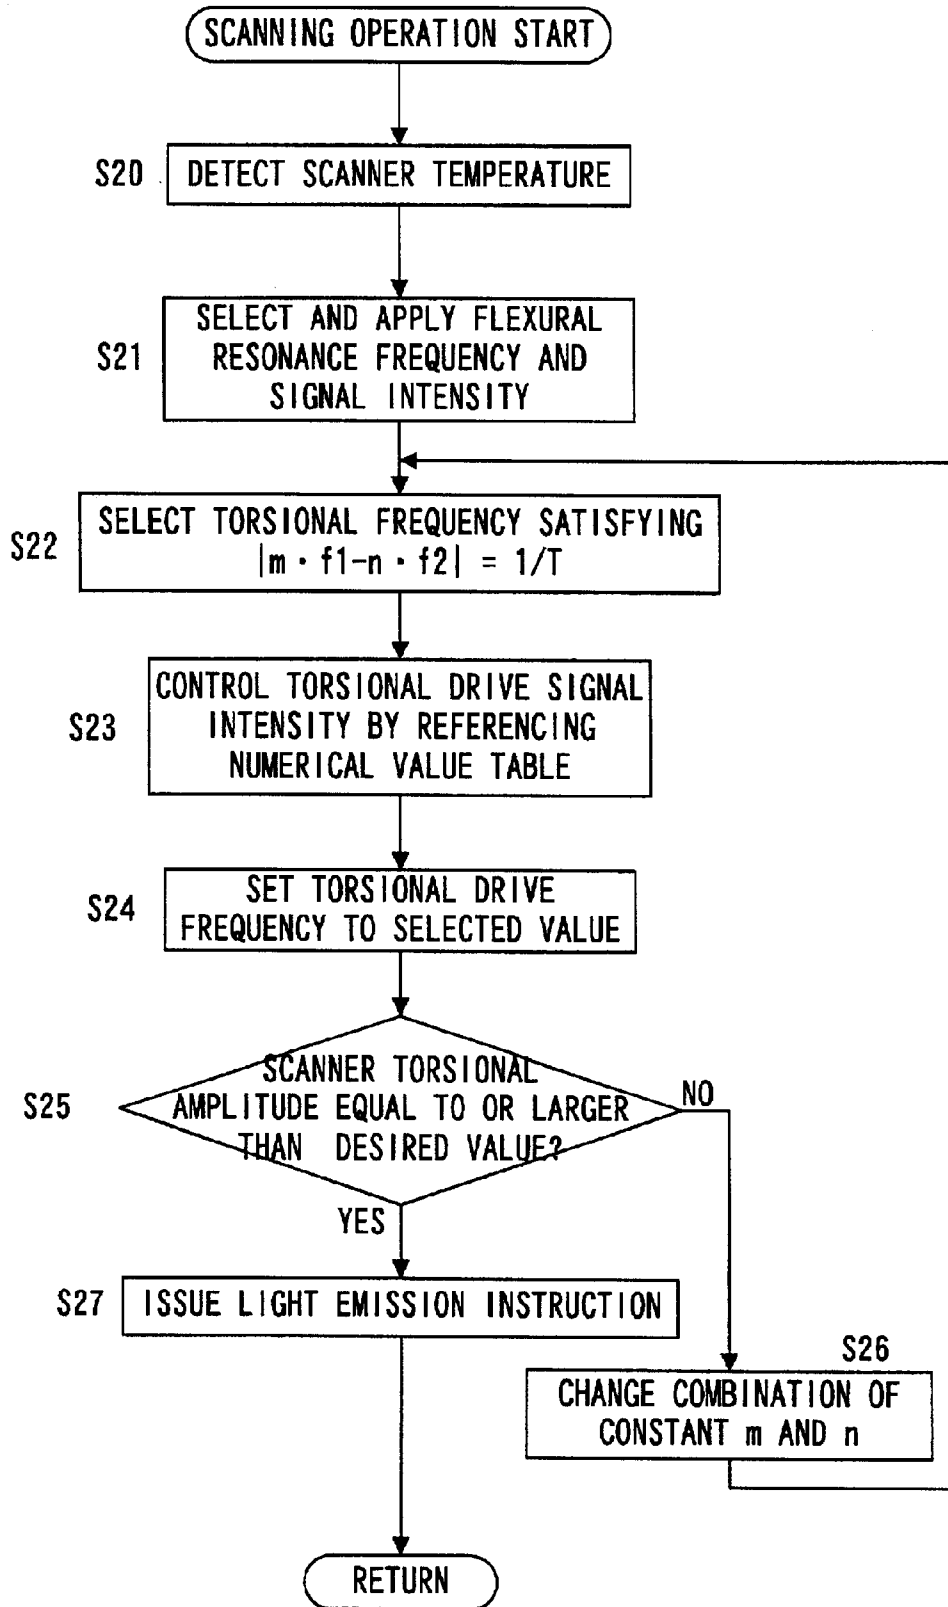 SCANNING OPERATION START
S20
DETECT SCANNER TEMPERATURE
S21
SELECT AND APPLY FLEXURAL
RESONANCE FREQUENCY AND
SIGNAL INTENSITY
S22
SELECT TORSIONAL FREQUENCY SATISFYING
|m・f1-n・f2| = 1/T
S23
CONTROL TORSIONAL DRIVE SIGNAL
INTENSITY BY REFERENCING
NUMERICAL VALUE TABLE
S24
SET TORSIONAL DRIVE
FREQUENCY TO SELECTED VALUE
S25
SCANNER TORSIONAL
AMPLITUDE EQUAL TO OR LARGER
THAN DESIRED VALUE?
NO
YES
S27
ISSUE LIGHT EMISSION INSTRUCTION
S26
CHANGE COMBINATION OF
CONSTANT m AND n
RETURN